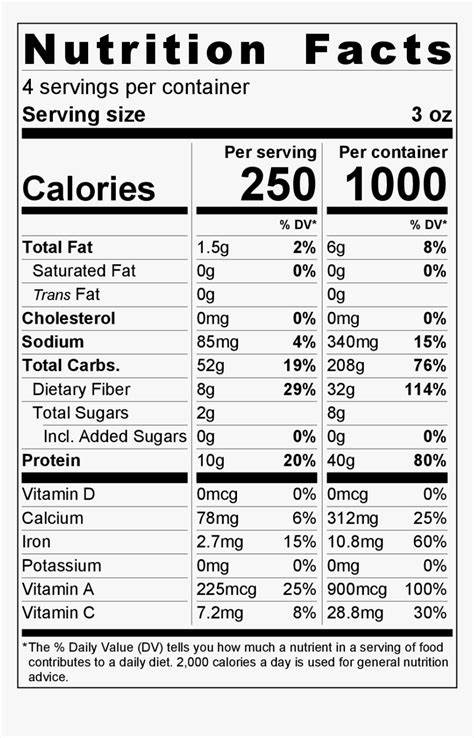 Nutrition Facts
4 servings per container
Serving size 3 oz
Per serving Per container
Calories 250 1000
% DV* % DV*
Total Fat 1.5g 2% 6g 8%
Saturated Fat 0g 0% 0g 0%
Trans Fat 0g 0g
Cholesterol 0mg 0% 0mg 0%
Sodium 85mg 4% 340mg 15%
Total Carbs. 52g 19% 208g 76%
Dietary Fiber 8g 29% 32g 114%
Total Sugars 2g 8g
Incl. Added Sugars 0g 0% 0g 0%
Protein 10g 20% 40g 80%
Vitamin D 0mcg 0% 0mcg 0%
Calcium 78mg 6% 312mg 25%
Iron 2.7mg 15% 10.8mg 60%
Potassium 0mg 0% 0mg 0%
Vitamin A 225mcg 25% 900mcg 100%
Vitamin C 7.2mg 8% 28.8mg 30%
*The % Daily Value (DV) tells you how much a nutrient in a serving of food
contributes to a daily diet. 2,000 calories a day is used for general nutrition
advice.